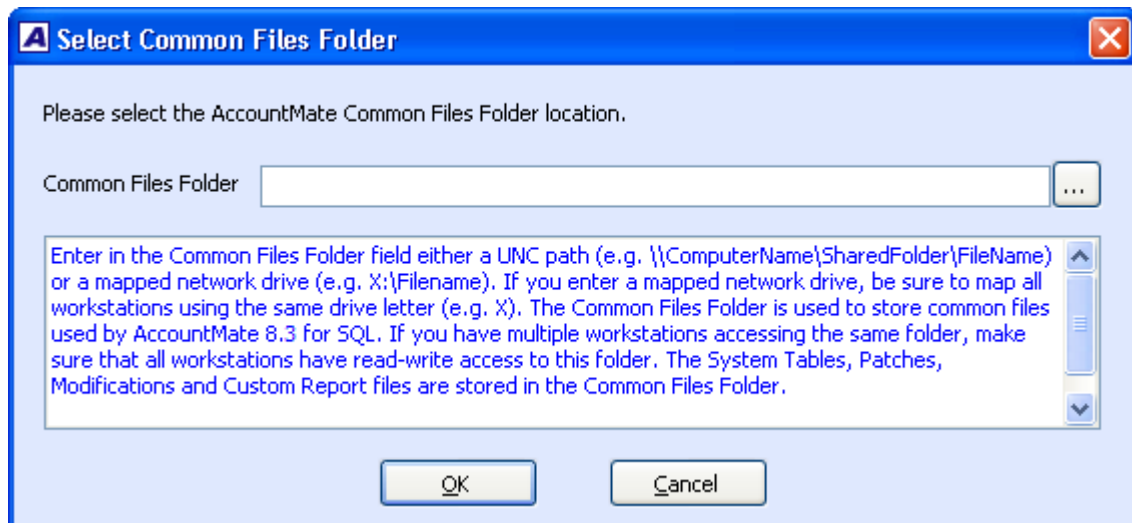 A Select Common Files Folder
Please select the AccountMate Common Files Folder location.
Common Files Folder
...
Enter in the Common Files Folder field either a UNC path (e.g. \\ComputerName\SharedFolder\FileName)
or a mapped network drive (e.g. X:\Filename). If you enter a mapped network drive, be sure to map all
workstations using the same drive letter (e.g. X). The Common Files Folder is used to store common files
used by AccountMate 8.3 for SQL. If you have multiple workstations accessing the same folder, make
sure that all workstations have read-write access to this folder. The System Tables, Patches,
Modifications and Custom Report files are stored in the Common Files Folder.
OK Cancel